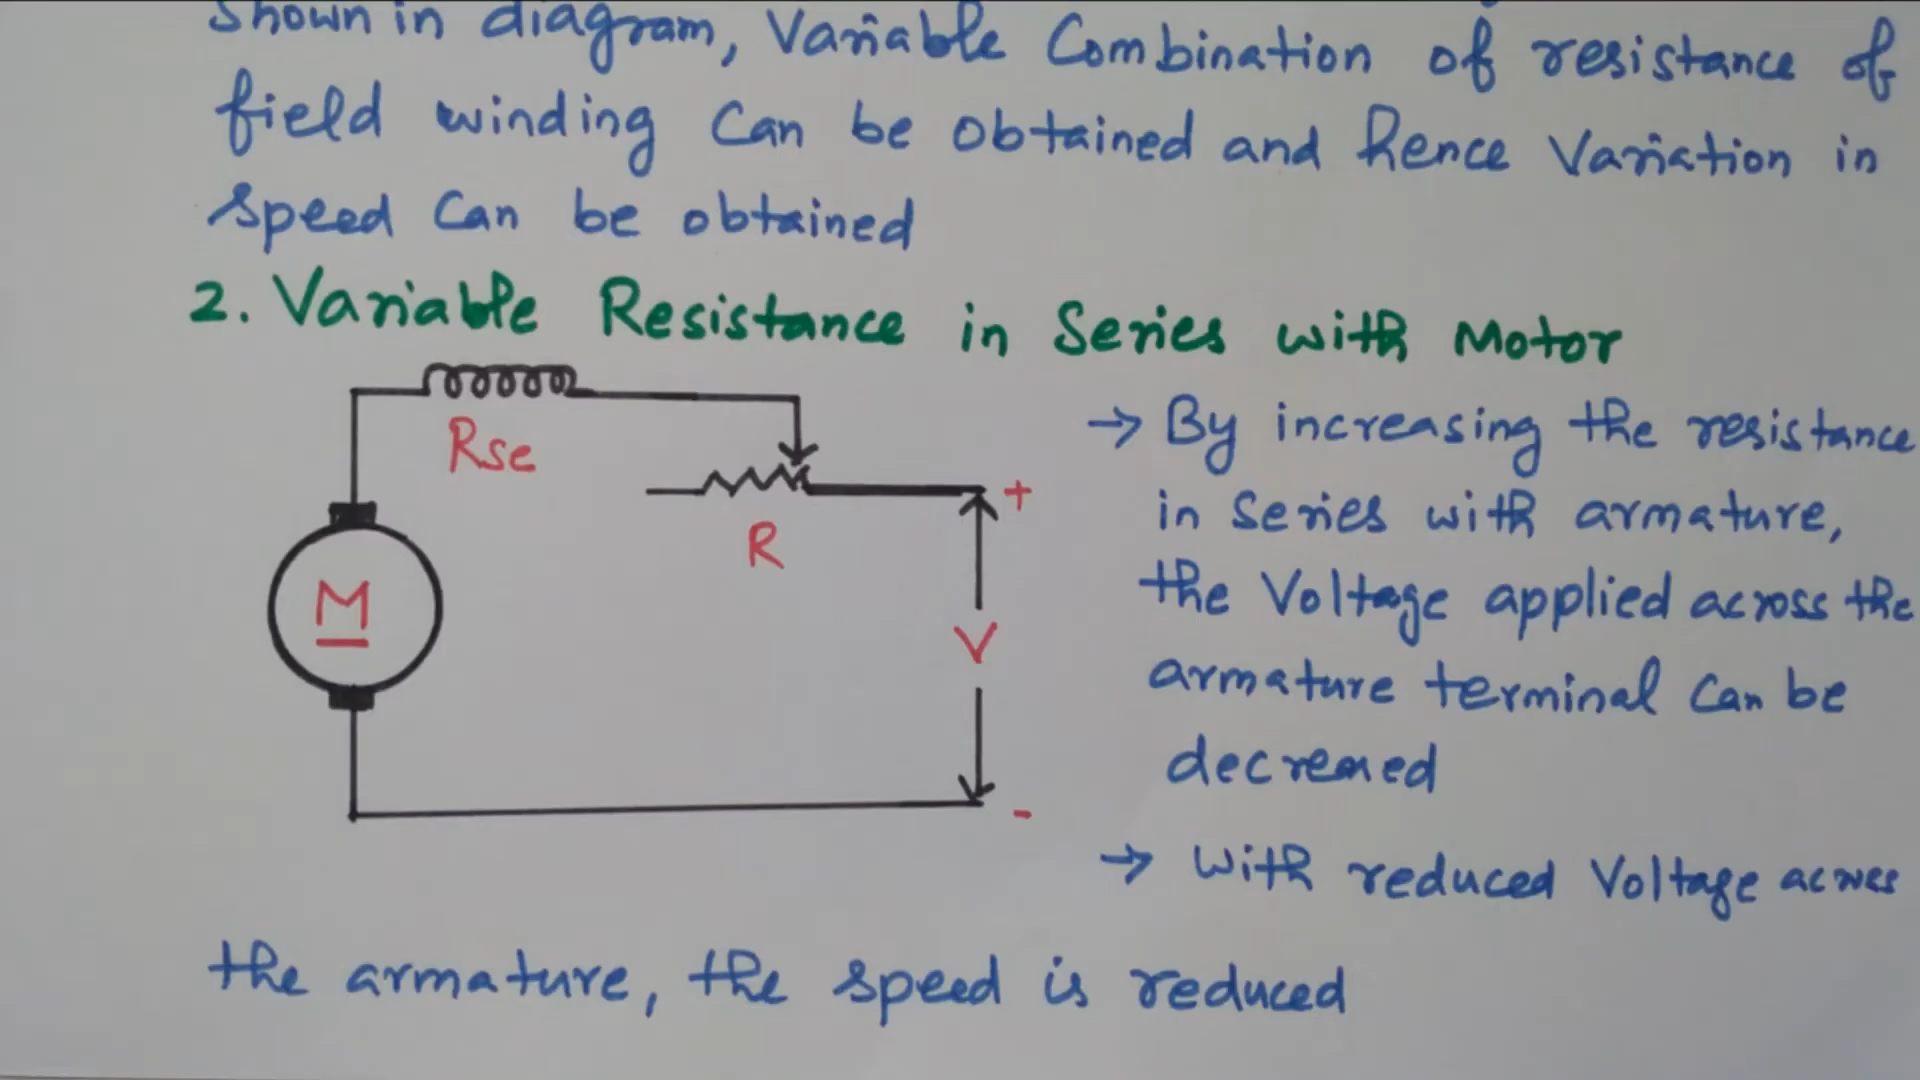 Shown in diagram, Variable Combination of resistance of
field winding Can be obtained and hence Variation in
speed Can be obtained
2. Variable Resistance in Series with Motor
Rse
R
M
+
V
-
→ By increasing the resistance
in Series with armature,
the Voltage applied across the
armature terminal Can be
decreased
→ With reduced Voltage across
the armature, the speed is reduced